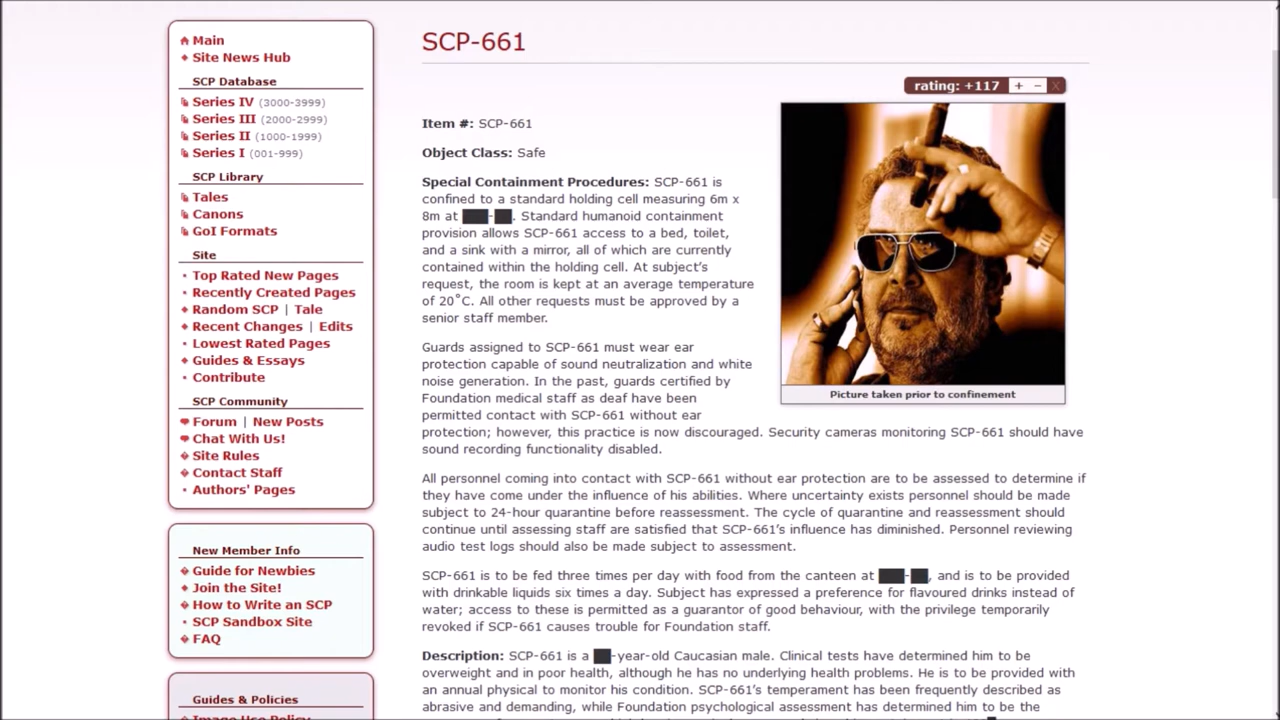 Main
Site News Hub
SCP Database
Series IV (3000-3999)
Series III (2000-2999)
Series II (1000-1999)
Series I (001-999)
SCP Library
Tales
Canons
GoI Formats
Site
Top Rated New Pages
Recently Created Pages
Random SCP | Tale
Recent Changes | Edits
Lowest Rated Pages
Guides & Essays
Contribute
SCP Community
Forum | New Posts
Chat With Us!
Site Rules
Contact Staff
Authors' Pages
New Member Info
Guide for Newbies
Join the Site!
How to Write an SCP
SCP Sandbox Site
FAQ
Guides & Policies
Image Use Policy
SCP-661
rating: +117 + − X
Item #: SCP-661
Object Class: Safe
Special Containment Procedures: SCP-661 is
confined to a standard holding cell measuring 6m x
8m at ███-██. Standard humanoid containment
provision allows SCP-661 access to a bed, toilet,
and a sink with a mirror, all of which are currently
contained within the holding cell. At subject’s
request, the room is kept at an average temperature
of 20˚C. All other requests must be approved by a
senior staff member.
Picture taken prior to confinement
Guards assigned to SCP-661 must wear ear
protection capable of sound neutralization and white
noise generation. In the past, guards certified by
Foundation medical staff as deaf have been
permitted contact with SCP-661 without ear
protection; however, this practice is now discouraged. Security cameras monitoring SCP-661 should have
sound recording functionality disabled.
All personnel coming into contact with SCP-661 without ear protection are to be assessed to determine if
they have come under the influence of his abilities. Where uncertainty exists personnel should be made
subject to 24-hour quarantine before reassessment. The cycle of quarantine and reassessment should
continue until assessing staff are satisfied that SCP-661’s influence has diminished. Personnel reviewing
audio test logs should also be made subject to assessment.
SCP-661 is to be fed three times per day with food from the canteen at ███-██, and is to be provided
with drinkable liquids six times a day. Subject has expressed a preference for flavoured drinks instead of
water; access to these is permitted as a guarantor of good behaviour, with the privilege temporarily
revoked if SCP-661 causes trouble for Foundation staff.
Description: SCP-661 is a ██-year-old Caucasian male. Clinical tests have determined him to be
overweight and in poor health, although he has no underlying health problems. He is to be provided with
an annual physical to monitor his condition. SCP-661’s temperament has been frequently described as
abrasive and demanding, while Foundation psychological assessment has determined him to be the